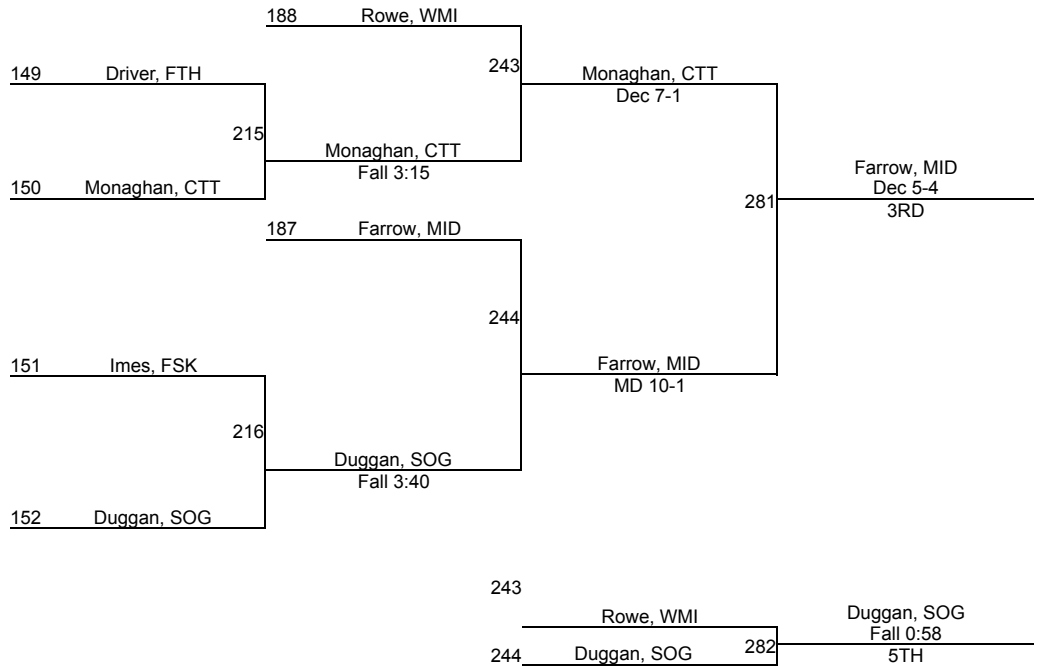 188 Rowe, WMI
149 Driver, FTH
243
Monaghan, CTT
Dec 7-1
215
Monaghan, CTT
Fall 3:15
150 Monaghan, CTT
Farrow, MID
Dec 5-4
3RD
281
187 Farrow, MID
244
151 Imes, FSK
Farrow, MID
MD 10-1
216
Duggan, SOG
Fall 3:40
152 Duggan, SOG
243
Rowe, WMI
244 Duggan, SOG
282
Duggan, SOG
Fall 0:58
5TH